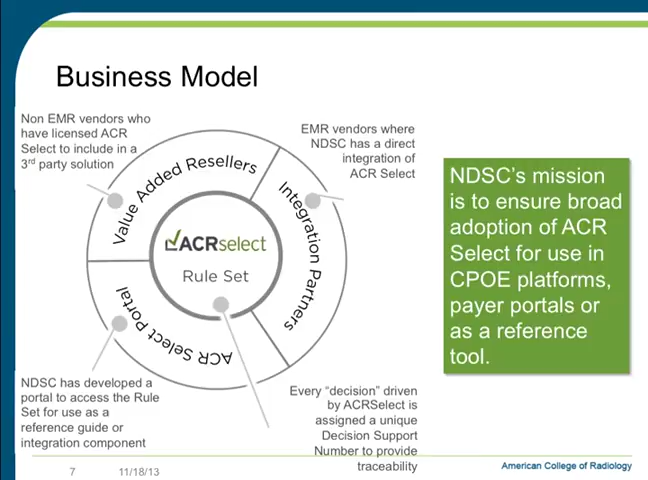 Business Model
Non EMR vendors who
have licensed ACR
Select to include in a
3rd party solution
EMR vendors where
NDSC has a direct
integration of
ACR Select
Value Added Resellers
Integration Partners
ACR Select Portal
ACRselect
Rule Set
NDSC's mission
is to ensure broad
adoption of ACR
Select for use in
CPOE platforms,
payer portals or
as a reference
tool.
NDSC has developed a
portal to access the Rule
Set for use as a
reference guide or
integration component
Every “decision” driven
by ACRSelect is
assigned a unique
Decision Support
Number to provide
traceability
7
11/18/13
American College of Radiology